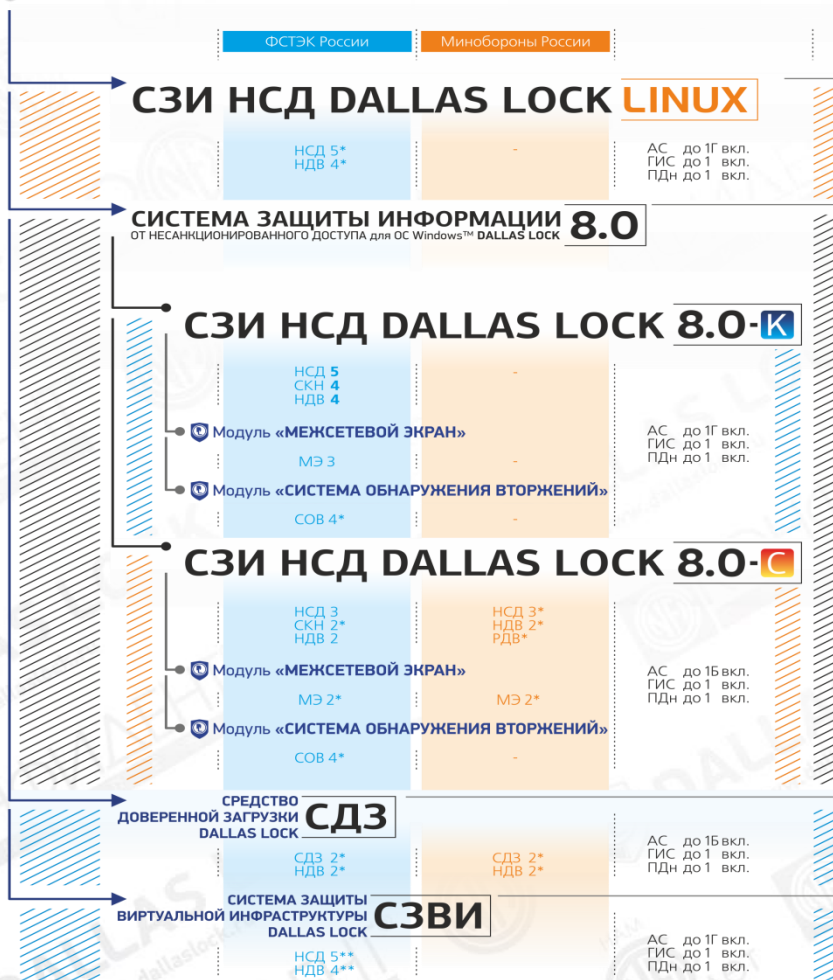 ФСТЭК России Минобороны России
СЗИ НСД DALLAS LOCK LINUX
НСД 5* - АС до 1Г вкл.
НДВ 4* ГИС до 1 вкл.
ПДн до 1 вкл.
СИСТЕМА ЗАЩИТЫ ИНФОРМАЦИИ 8.0
ОТ НЕСАНКЦИОНИРОВАННОГО ДОСТУПА для ОС Windows™ DALLAS LOCK
СЗИ НСД DALLAS LOCK 8.0-К
НСД 5 -
СКН 4
НДВ 4
Модуль «МЕЖСЕТЕВОЙ ЭКРАН»
АС до 1Г вкл.
ГИС до 1 вкл.
ПДн до 1 вкл.
МЭ 3 -
Модуль «СИСТЕМА ОБНАРУЖЕНИЯ ВТОРЖЕНИЙ»
СОВ 4* -
СЗИ НСД DALLAS LOCK 8.0-С
НСД 3 НСД 3*
СКН 2* НДВ 2*
НДВ 2 РДВ*
Модуль «МЕЖСЕТЕВОЙ ЭКРАН»
АС до 1Б вкл.
ГИС до 1 вкл.
ПДн до 1 вкл.
МЭ 2* МЭ 2*
Модуль «СИСТЕМА ОБНАРУЖЕНИЯ ВТОРЖЕНИЙ»
СОВ 4* -
СРЕДСТВО
ДОВЕРЕННОЙ ЗАГРУЗКИ
DALLAS LOCK
СДЗ
СДЗ 2* СДЗ 2*
НДВ 2* НДВ 2*
АС до 1Б вкл.
ГИС до 1 вкл.
ПДн до 1 вкл.
СИСТЕМА ЗАЩИТЫ
ВИРТУАЛЬНОЙ ИНФРАСТРУКТУРЫ
DALLAS LOCK
СЗВИ
НСД 5**
НДВ 4**
АС до 1Г вкл.
ГИС до 1 вкл.
ПДн до 1 вкл.